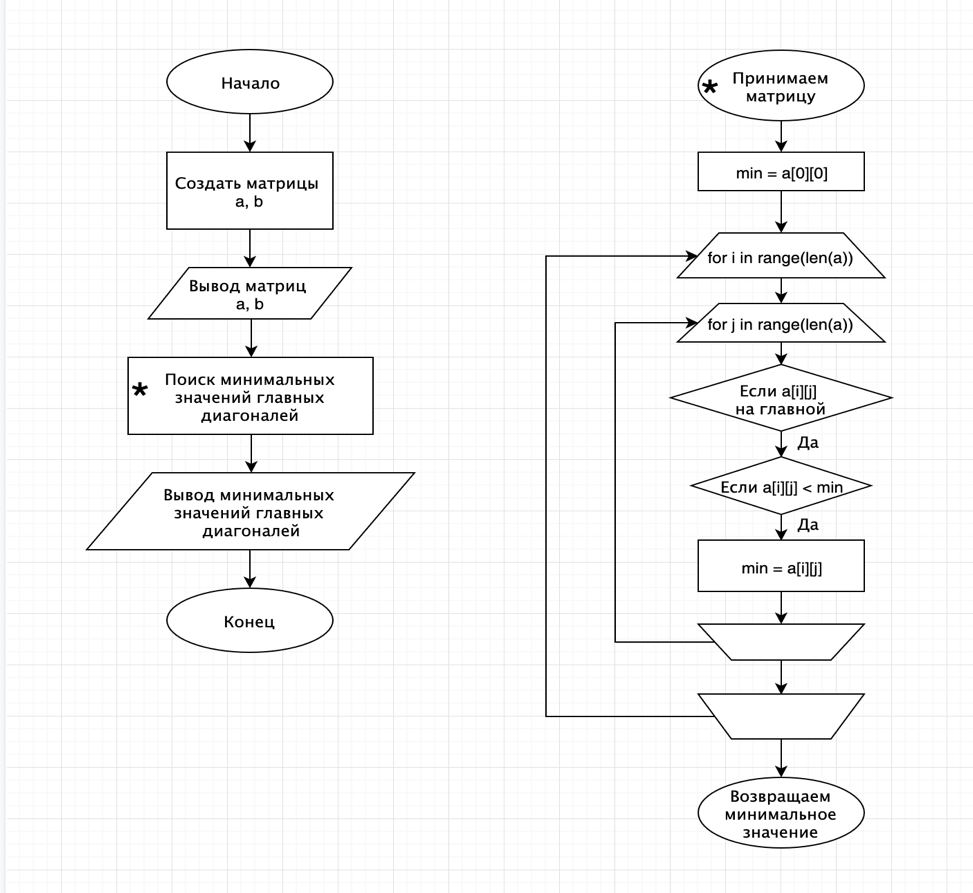 Начало
Создать матрицы
a, b
Вывод матриц
a, b
*
Поиск минимальных
значений главных
диагоналей
Вывод минимальных
значений главных
диагоналей
Конец
*
Принимаем
матрицу
min = a[0][0]
for i in range(len(a))
for j in range(len(a))
Если a[i][j]
на главной
Да
Если a[i][j] < min
Да
min = a[i][j]
Возвращаем
минимальное
значение